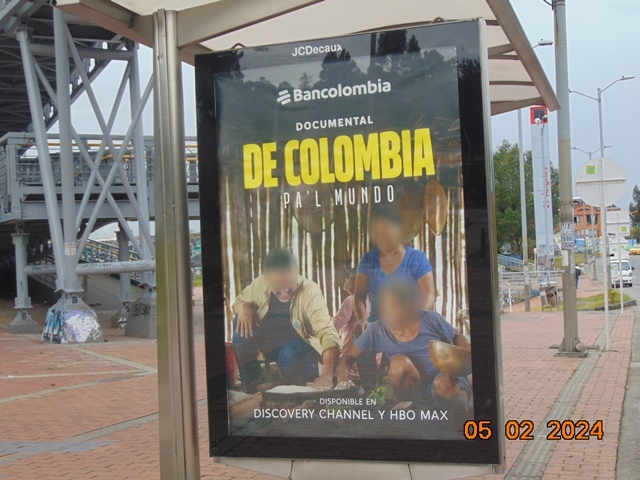 JCDecaux
Bancolombia
DOCUMENTAL
DE COLOMBIA
PA'L MUNDO
DISPONIBLE EN
DISCOVERY CHANNEL Y HBO MAX
05 02 2024